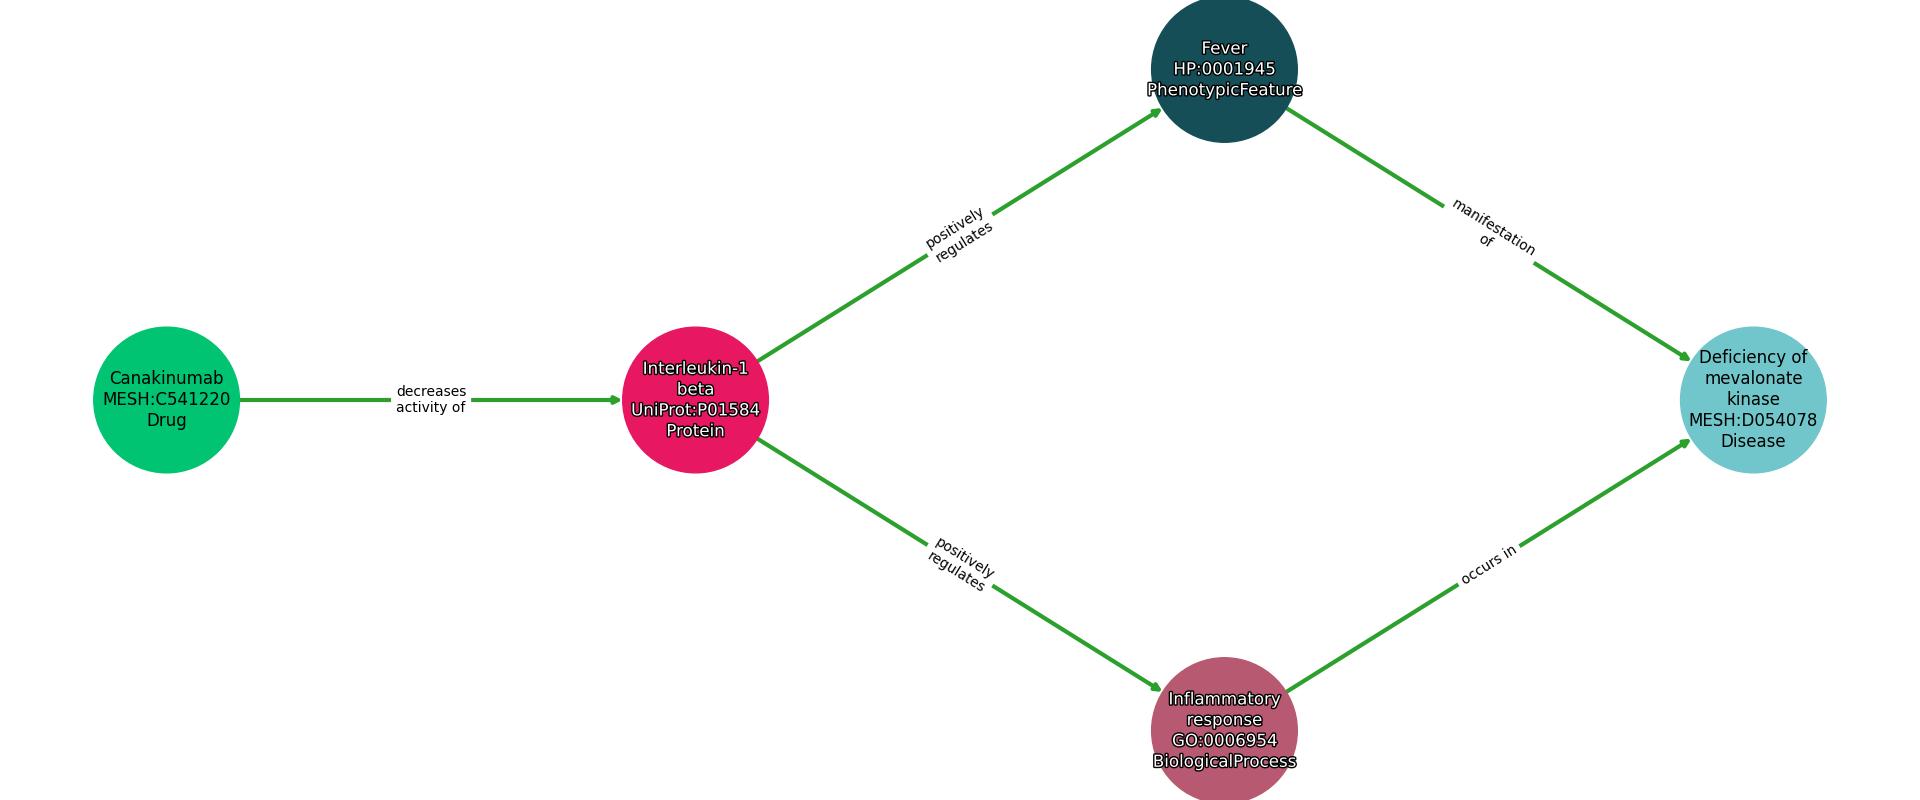 Fever
HP:0001945
PhenotypicFeature
positively
regulates
manifestation
of
Canakinumab
MESH:C541220
Drug
decreases
activity of
Interleukin-1
beta
UniProt:P01584
Protein
Deficiency of
mevalonate
kinase
MESH:D054078
Disease
positively
regulates
occurs in
Inflammatory
response
GO:0006954
BiologicalProcess